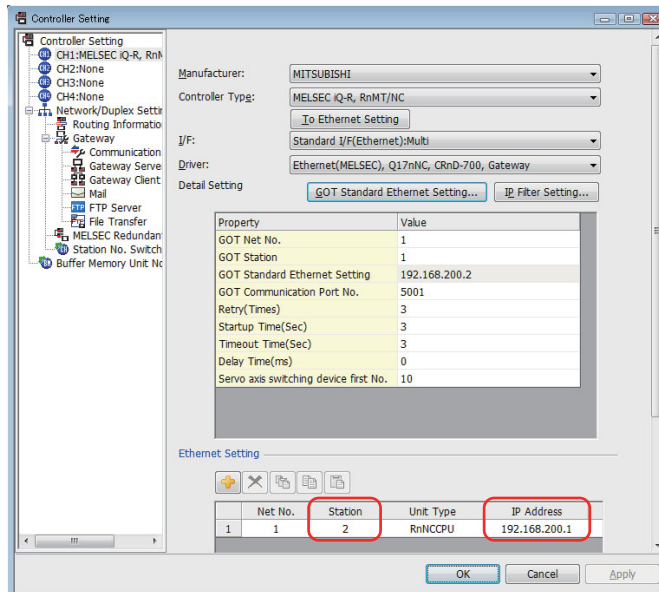 Controller Setting
Controller Setting
CH1:MELSEC iQ-R, RnM
CH2:None
CH3:None
CH4:None
Network/Duplex Settin
Routing Informatio
Gateway
Communication
Gateway Serve
Gateway Client
Mail
FTP FTP Server
File Transfer
MELSEC Redundan
Station No. Switch
Buffer Memory Unit No
Manufacturer: MITSUBISHI
Controller Type: MELSEC iQ-R, RnMT/NC
To Ethernet Setting
I/F: Standard I/F(Ethernet):Multi
Driver: Ethernet(MELSEC), Q17nNC, CRnD-700, Gateway
Detail Setting GOT Standard Ethernet Setting... IP Filter Setting...
Property Value
GOT Net No. 1
GOT Station 1
GOT Standard Ethernet Setting 192.168.200.2
GOT Communication Port No. 5001
Retry(Times) 3
Startup Time(Sec) 3
Timeout Time(Sec) 3
Delay Time(ms) 0
Servo axis switching device first No. 10
Ethernet Setting
Net No. Station Unit Type IP Address
1 1 2 RnNCCPU 192.168.200.1
OK Cancel Apply